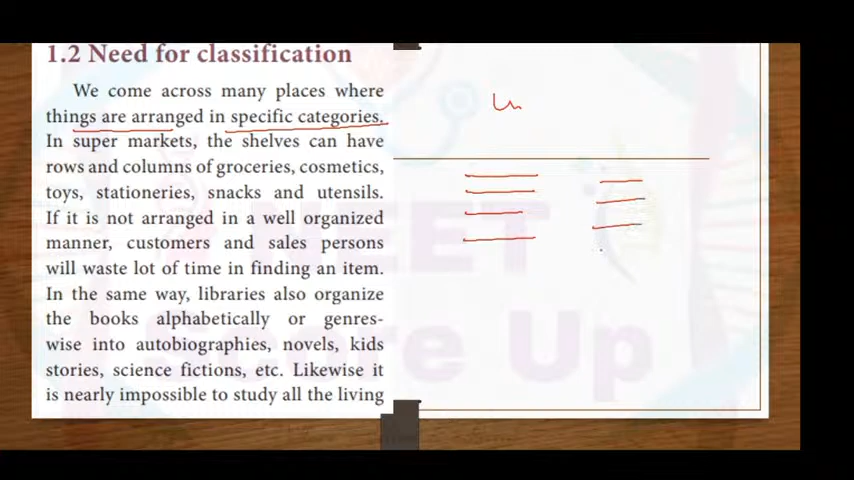 1.2 Need for classification
We come across many places where
things are arranged in specific categories.
In super markets, the shelves can have
rows and columns of groceries, cosmetics,
toys, stationeries, snacks and utensils.
If it is not arranged in a well organized
manner, customers and sales persons
will waste lot of time in finding an item.
In the same way, libraries also organize
the books alphabetically or genres-
wise into autobiographies, novels, kids
stories, science fictions, etc. Likewise it
is nearly impossible to study all the living
NEET
Score Up